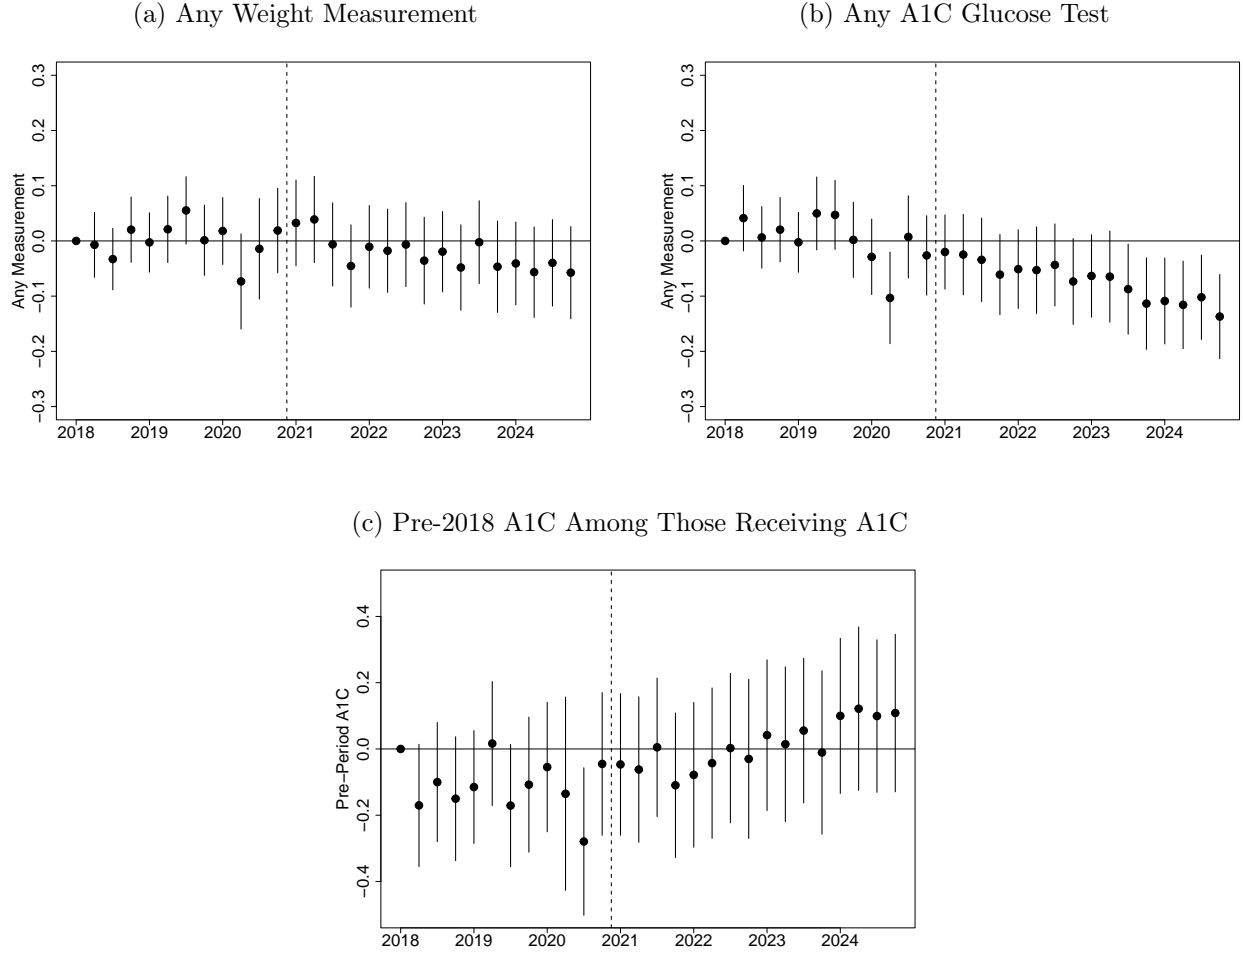 (a) Any Weight Measurement
Any Measurement
0.3
0.2
0.1
0.0
−0.1
−0.2
−0.3
2018 2019 2020 2021 2022 2023 2024
(b) Any A1C Glucose Test
Any Measurement
0.3
0.2
0.1
0.0
−0.1
−0.2
−0.3
2018 2019 2020 2021 2022 2023 2024
(c) Pre-2018 A1C Among Those Receiving A1C
Pre−Period A1C
0.4
0.2
0.0
−0.2
−0.4
2018 2019 2020 2021 2022 2023 2024